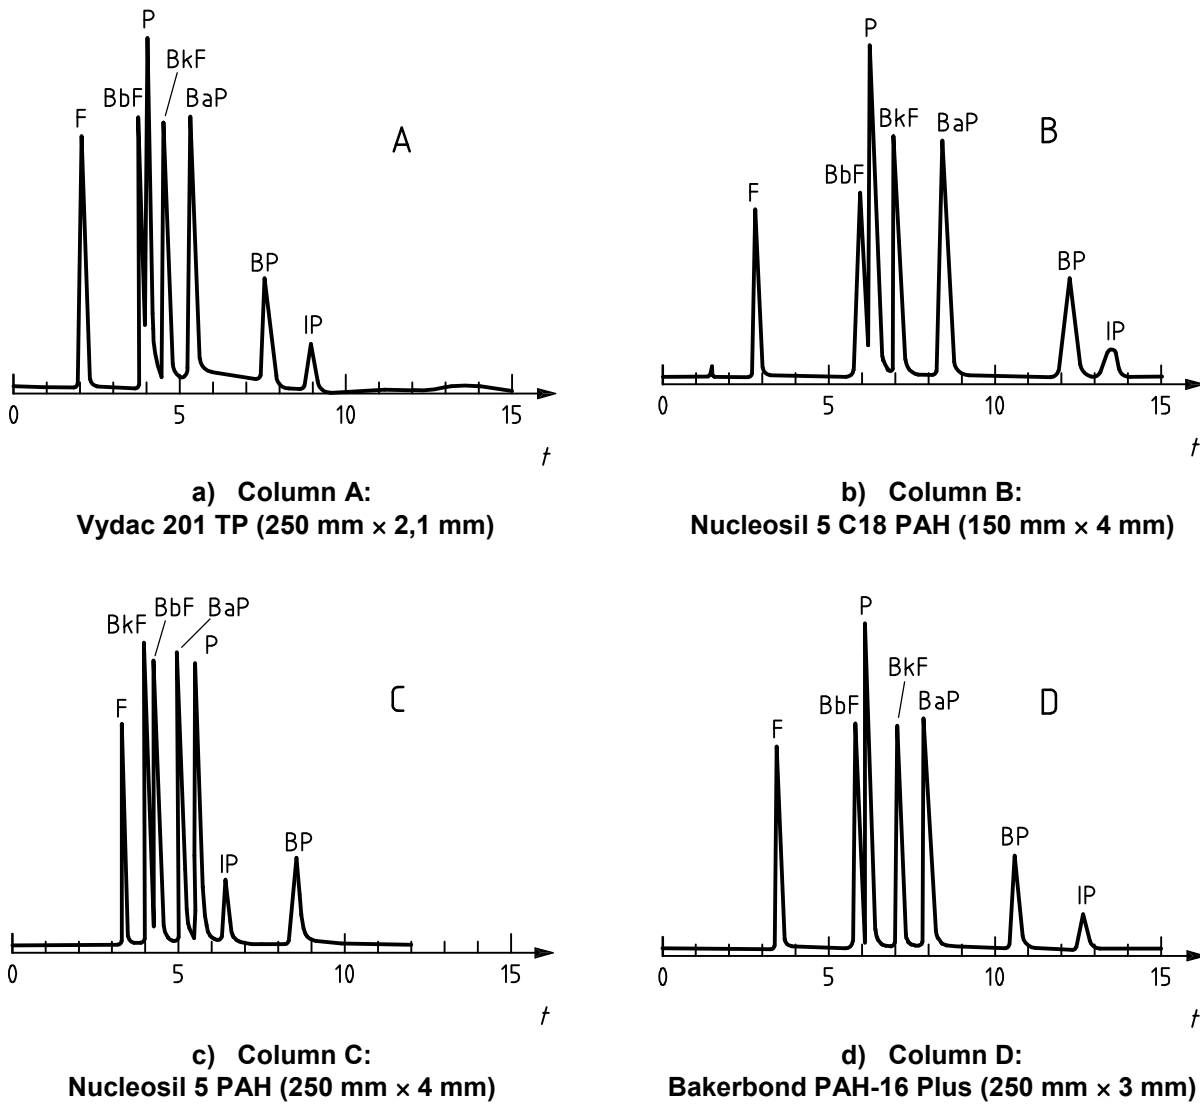 P
BkF
BbF
BaP
F
A
BP
IP
0
5
10
15
t
a) Column A:
Vydac 201 TP (250 mm × 2,1 mm)
P
BkF
BaP
B
BbF
F
BP
IP
0
5
10
15
t
b) Column B:
Nucleosil 5 C18 PAH (150 mm × 4 mm)
BbF
BaP
BkF
P
F
C
IP
BP
0
5
10
15
t
c) Column C:
Nucleosil 5 PAH (250 mm × 4 mm)
P
BkF
BbF
BaP
D
F
BP
IP
0
5
10
15
t
d) Column D:
Bakerbond PAH-16 Plus (250 mm × 3 mm)